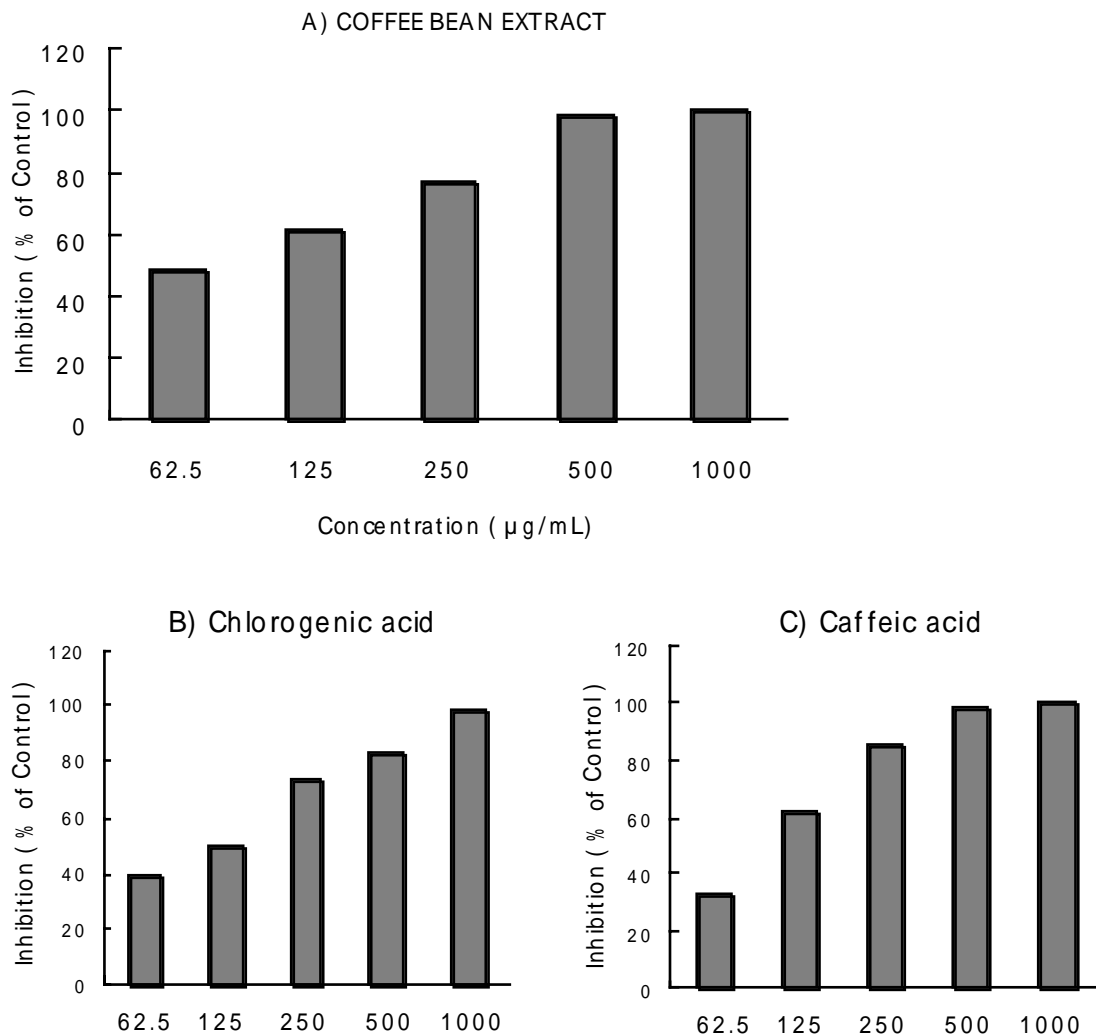 A) COFFEE BEAN EXTRACT
Inhibition (% of Control)
120
100
80
60
40
20
0
62.5 125 250 500 1000
Concentration (µg/mL)
B) Chlorogenic acid
Inhibition (% of Control)
120
100
80
60
40
20
0
62.5 125 250 500 1000
C) Caffeic acid
Inhibition (% of Control)
120
100
80
60
40
20
0
62.5 125 250 500 1000